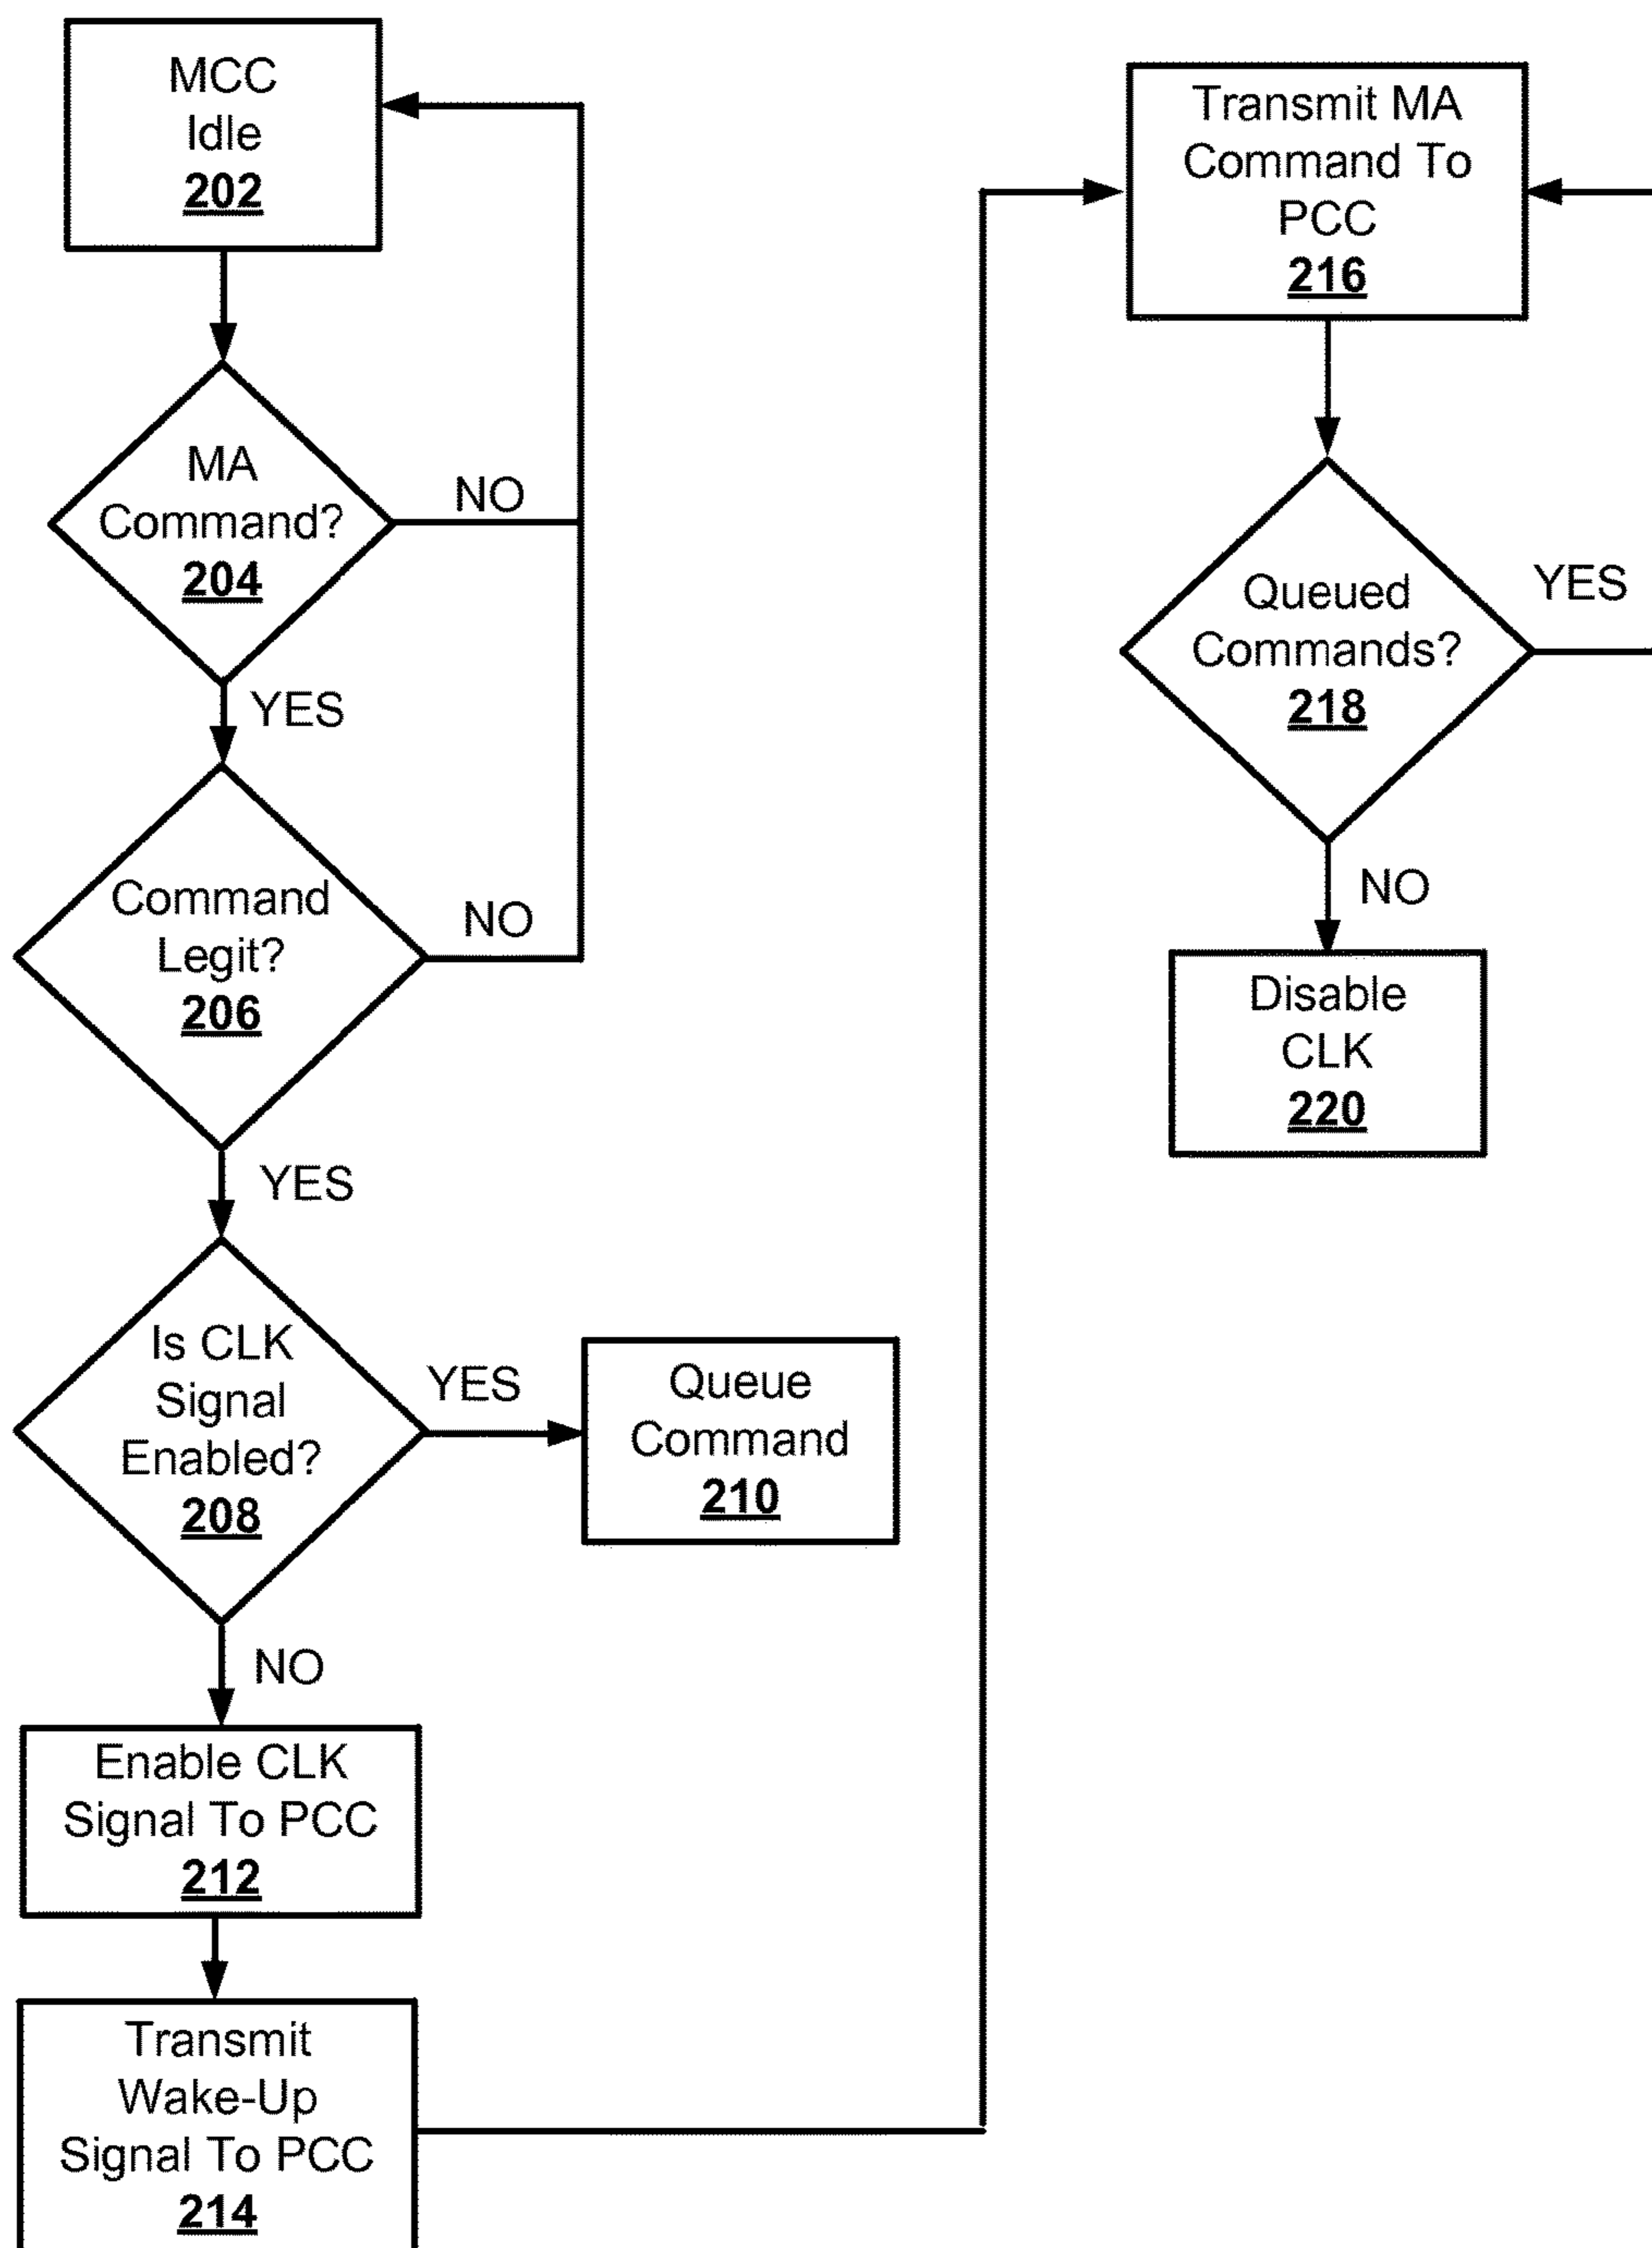 MCC
Idle
202
MA
Command?
204
NO
YES
Command
Legit?
206
NO
YES
Is CLK
Signal
Enabled?
208
YES
Queue
Command
210
NO
Enable CLK
Signal To PCC
212
Transmit
Wake-Up
Signal To PCC
214
Transmit MA
Command To
PCC
216
Queued
Commands?
218
YES
NO
Disable
CLK
220